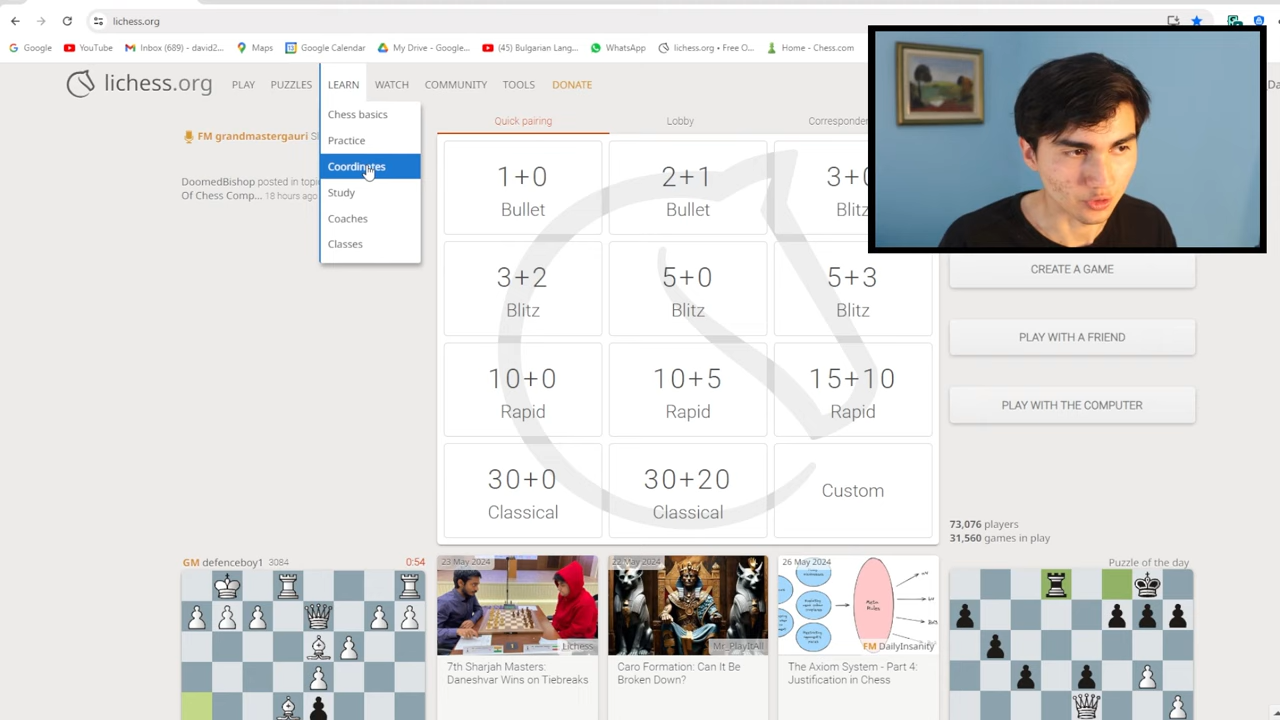 lichess.org
Google YouTube Inbox (689) - david2... Maps Google Calendar My Drive - Google... (45) Bulgarian Lang... WhatsApp lichess.org • Free O... Home - Chess.com
lichess.org PLAY PUZZLES LEARN WATCH COMMUNITY TOOLS DONATE
Chess basics
Practice
Coordinates
Study
Coaches
Classes
FM grandmastergauri
DoomedBishop posted in topi
Of Chess Comp... 18 hours ago
Quick pairing Lobby
1+0
Bullet
2+1
Bullet
3+0
Blitz
3+2
Blitz
5+0
Blitz
5+3
Blitz
10+0
Rapid
10+5
Rapid
15+10
Rapid
30+0
Classical
30+20
Classical
Custom
CREATE A GAME
PLAY WITH A FRIEND
PLAY WITH THE COMPUTER
73,076 players
31,560 games in play
GM defenceboy1 3084 0:54
23 May 2024
Lichess
7th Sharjah Masters:
Daneshvar Wins on Tiebreaks
22 May 2024
Mr_PlayItAll
Caro Formation: Can It Be
Broken Down?
26 May 2024
Main
Rules
FM DailyInsanity
The Axiom System - Part 4:
Justification in Chess
Puzzle of the day